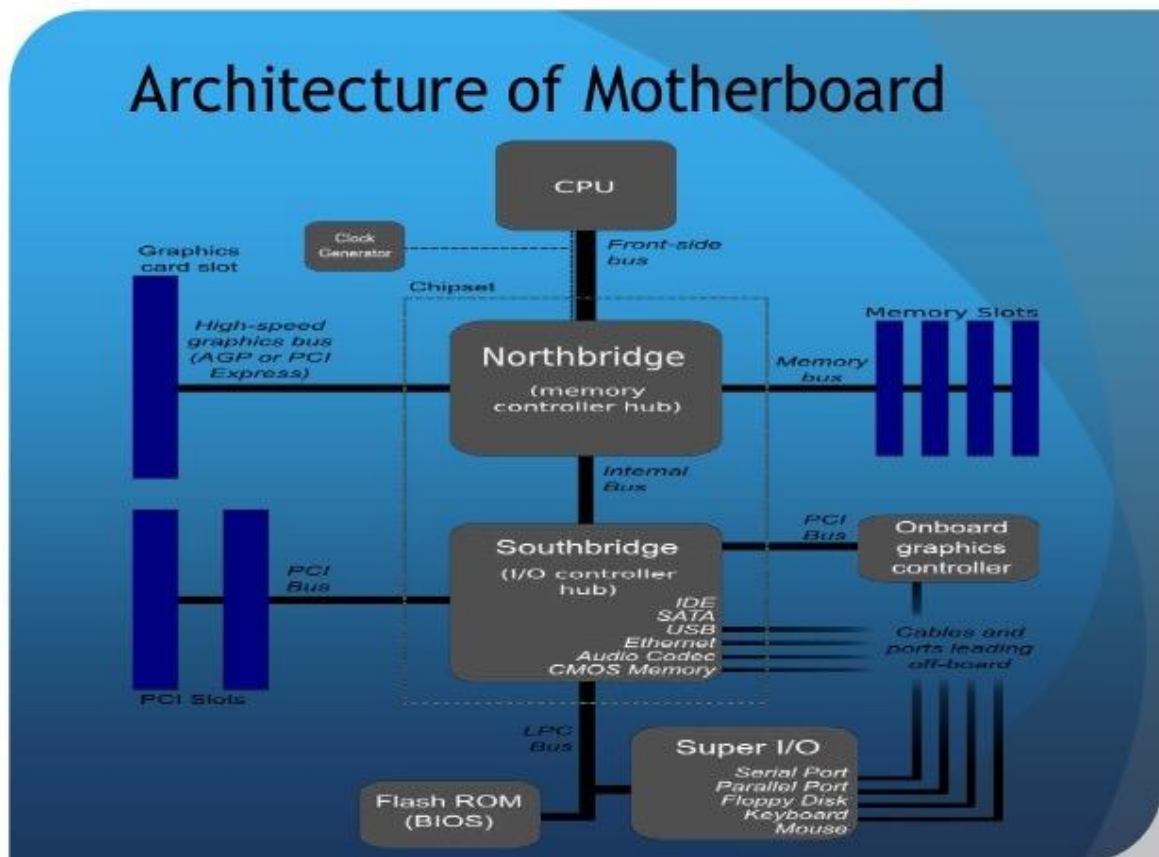 Architecture of Motherboard
CPU
Clock
Generator
Front-side
bus
Graphics
card slot
Chipset
High-speed
graphics bus
(AGP or PCI
Express)
Northbridge
(memory
controller hub)
Memory
bus
Memory Slots
Internal
Bus
Southbridge
(I/O controller
hub)
IDE
SATA
USB
Ethernet
Audio Codec
CMOS Memory
PCI
Bus
Onboard
graphics
controller
PCI
Bus
PCI Slots
Cables and
ports leading
off-board
LPC
Bus
Super I/O
Serial Port
Parallel Port
Floppy Disk
Keyboard
Mouse
Flash ROM
(BIOS)